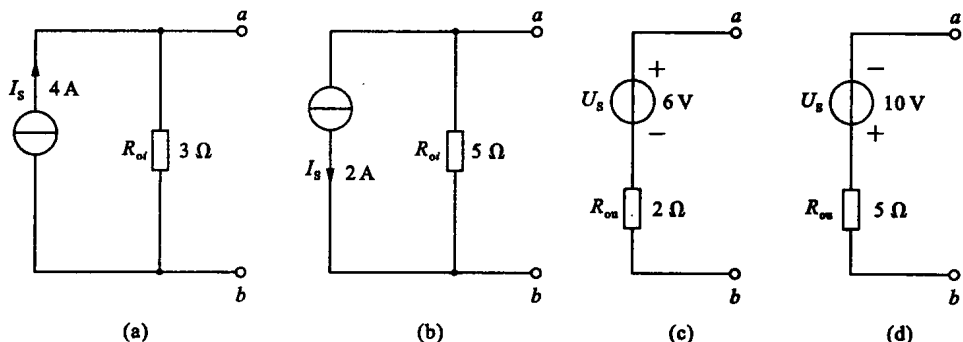 a
I_S 4 A
R_oi 3 Ω
b
(a)
a
I_S 2 A
R_oi 5 Ω
b
(b)
a
+
U_S 6 V
−
R_ou 2 Ω
b
(c)
a
−
U_S 10 V
+
R_ou 5 Ω
b
(d)